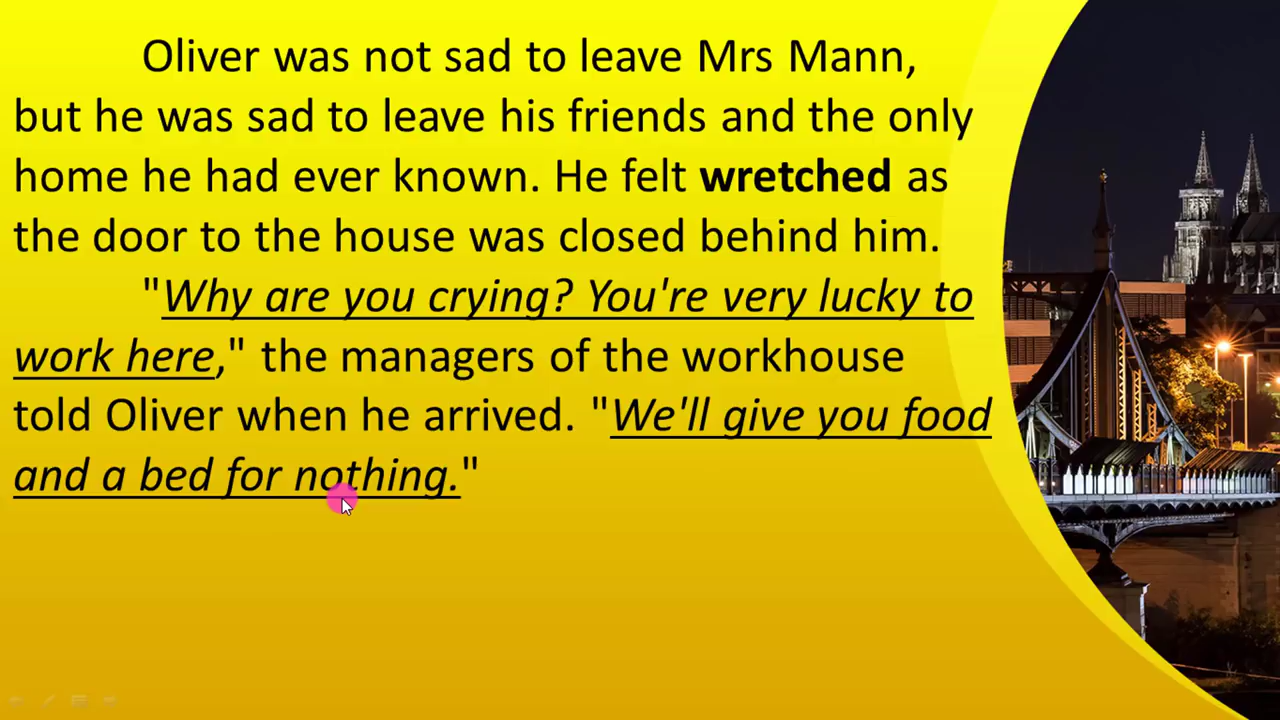 Oliver was not sad to leave Mrs Mann,
but he was sad to leave his friends and the only
home he had ever known. He felt wretched as
the door to the house was closed behind him.
"Why are you crying? You're very lucky to
work here," the managers of the workhouse
told Oliver when he arrived. "We'll give you food
and a bed for nothing."